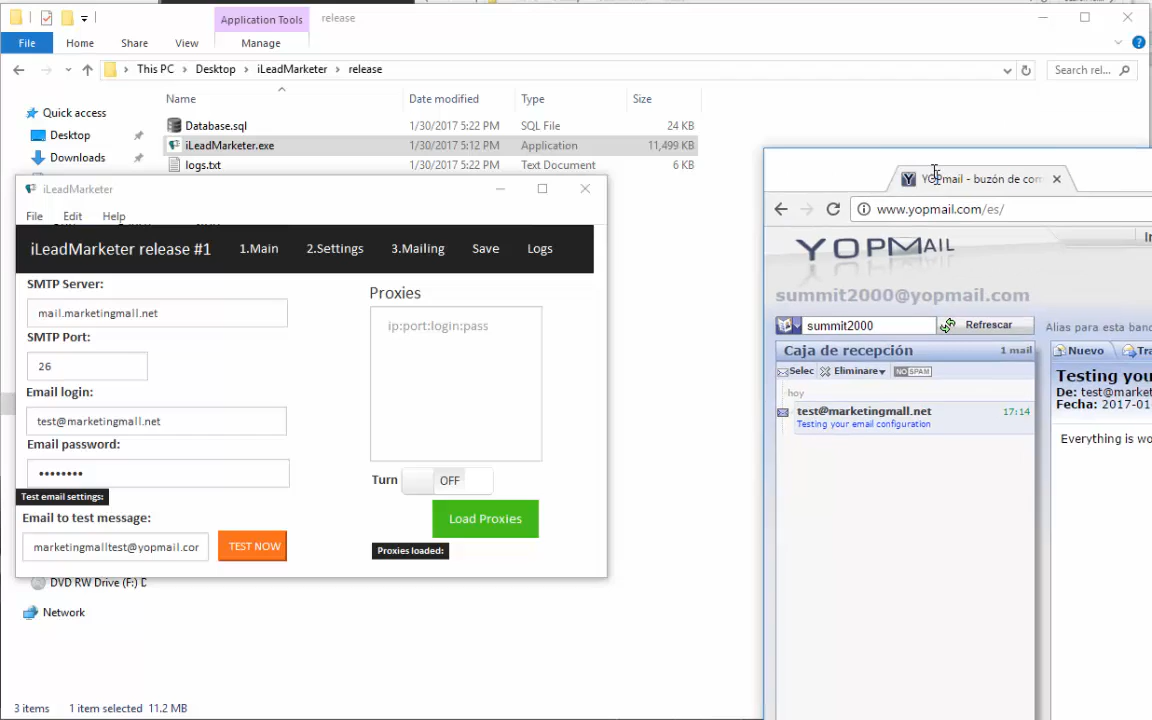 Application Tools
release
File
Home
Share
View
Manage
This PC
Desktop
iLeadMarketer
release
Search rel...
Name
Date modified
Type
Size
Quick access
Desktop
Downloads
Database.sql
1/30/2017 5:22 PM
SQL File
24 KB
iLeadMarketer.exe
1/30/2017 5:12 PM
Application
11,499 KB
logs.txt
1/30/2017 5:22 PM
Text Document
6 KB
iLeadMarketer
File
Edit
Help
iLeadMarketer release #1
1.Main
2.Settings
3.Mailing
Save
Logs
SMTP Server:
mail.marketingmall.net
SMTP Port:
26
Email login:
test@marketingmall.net
Email password:
••••••••
Test email settings:
Email to test message:
marketingmalltest@yopmail.cor
TEST NOW
Proxies
ip:port:login:pass
Turn
OFF
Load Proxies
Proxies loaded:
DVD RW Drive (F:) D
Network
3 items
1 item selected 11.2 MB
YOPmail - buzón de com
www.yopmail.com/es/
YOPMAIL
summit2000@yopmail.com
summit2000
Refrescar
Alias para esta band
Caja de recepción
1 mail
Selec
Eliminare
NO SPAM
hoy
test@marketingmall.net
17:14
Testing your email configuration
Nuevo
Tra
Testing you
De: test@market
Fecha: 2017-01
Everything is wo